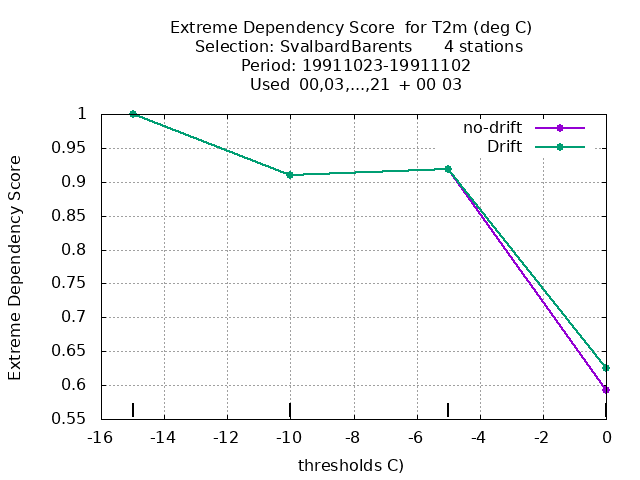 Extreme Dependency Score  for T2m (deg C)
Selection: SvalbardBarents      4 stations
Period: 19911023-19911102
Used  00,03,...,21  + 00 03
Extreme Dependency Score
1
0.95
0.9
0.85
0.8
0.75
0.7
0.65
0.6
0.55
no-drift
Drift
-16 -14 -12 -10 -8 -6 -4 -2 0
thresholds C)